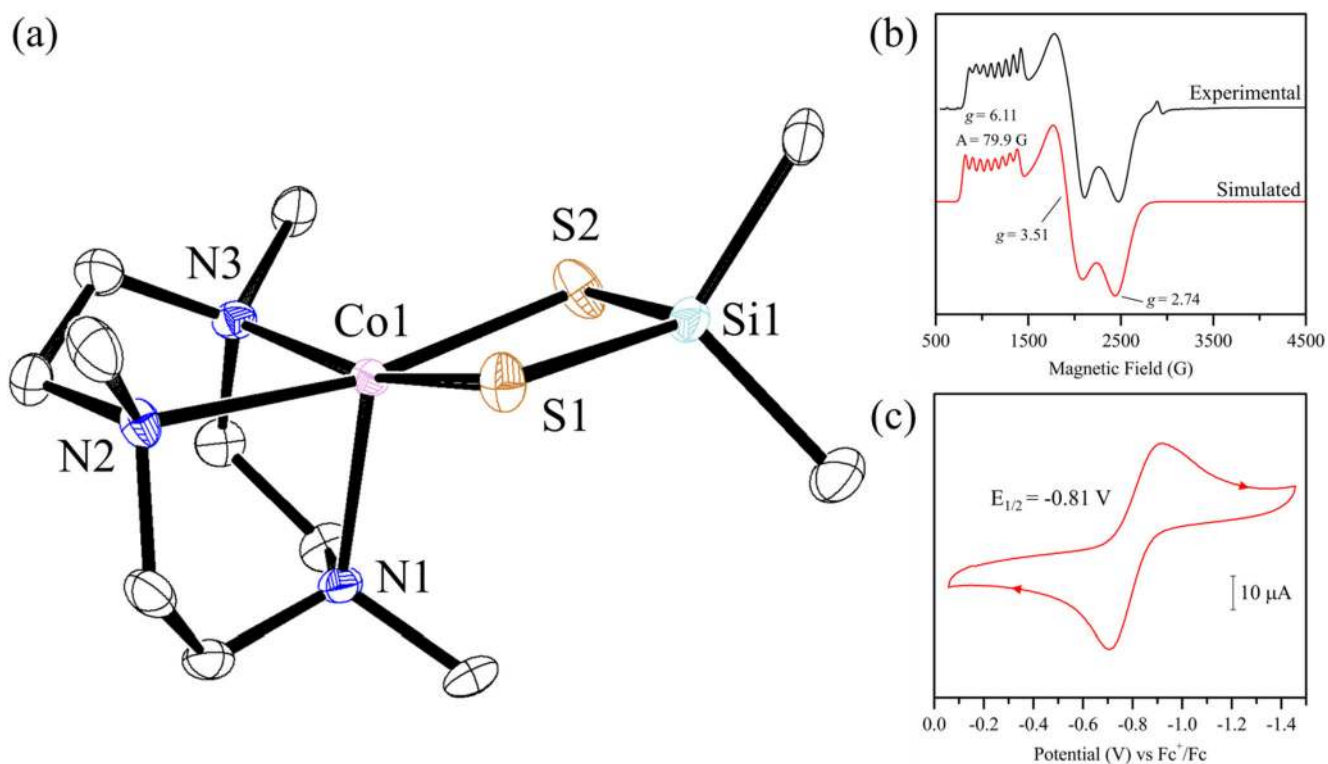 (a)
S2
N3
Co1
Si1
S1
N2
N1
(b)
Experimental
g = 6.11
A = 79.9 G
Simulated
g = 3.51
g = 2.74
500 1500 2500 3500 4500
Magnetic Field (G)
(c)
E1/2 = -0.81 V
10 μA
0.0 -0.2 -0.4 -0.6 -0.8 -1.0 -1.2 -1.4
Potential (V) vs Fc+/Fc